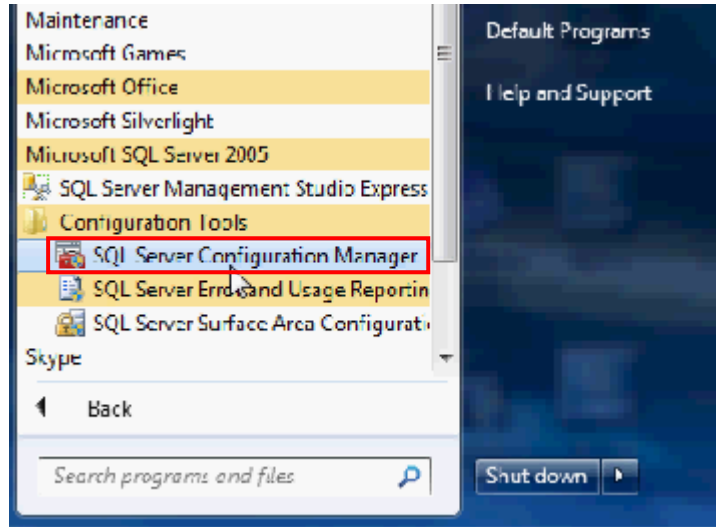 Maintenance
Microsoft Games
Microsoft Office
Microsoft Silverlight
Microsoft SQL Server 2005
SQL Server Management Studio Express
Configuration Tools
SQL Server Configuration Manager
SQL Server Error and Usage Reportin
SQL Server Surface Area Configurati
Skype
Back
Search programs and files
Default Programs
Help and Support
Shut down